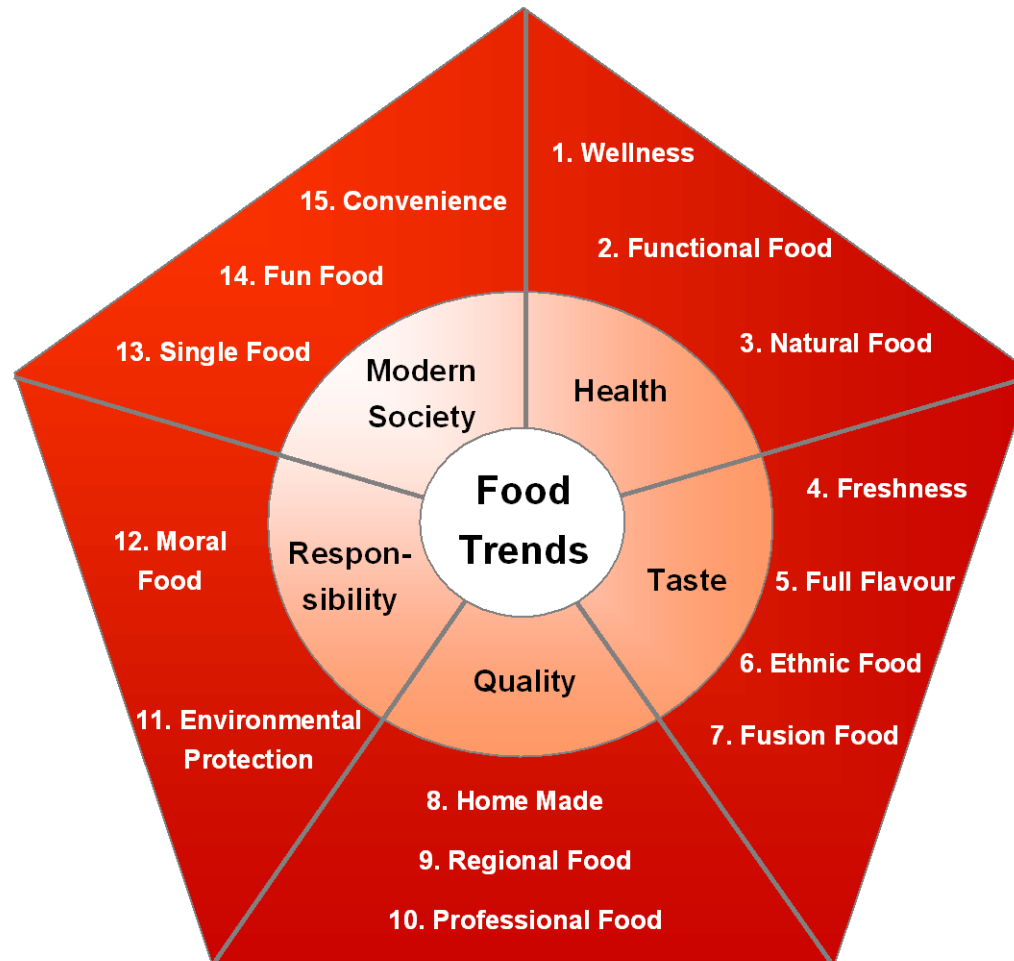 Food
Trends
Health
1. Wellness
2. Functional Food
3. Natural Food
Taste
4. Freshness
5. Full Flavour
6. Ethnic Food
7. Fusion Food
Quality
8. Home Made
9. Regional Food
10. Professional Food
Respon-
sibility
11. Environmental
Protection
12. Moral
Food
Modern
Society
13. Single Food
14. Fun Food
15. Convenience